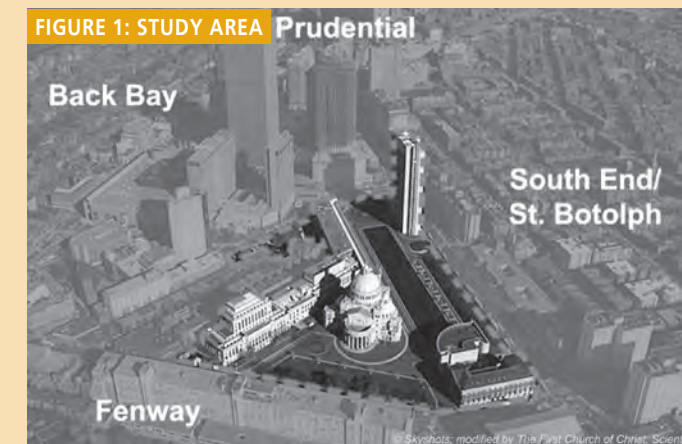 FIGURE 1: STUDY AREA
Prudential
Back Bay
South End/
St. Botolph
Fenway
© Skyshots; modified by The First Church of Christ, Scient